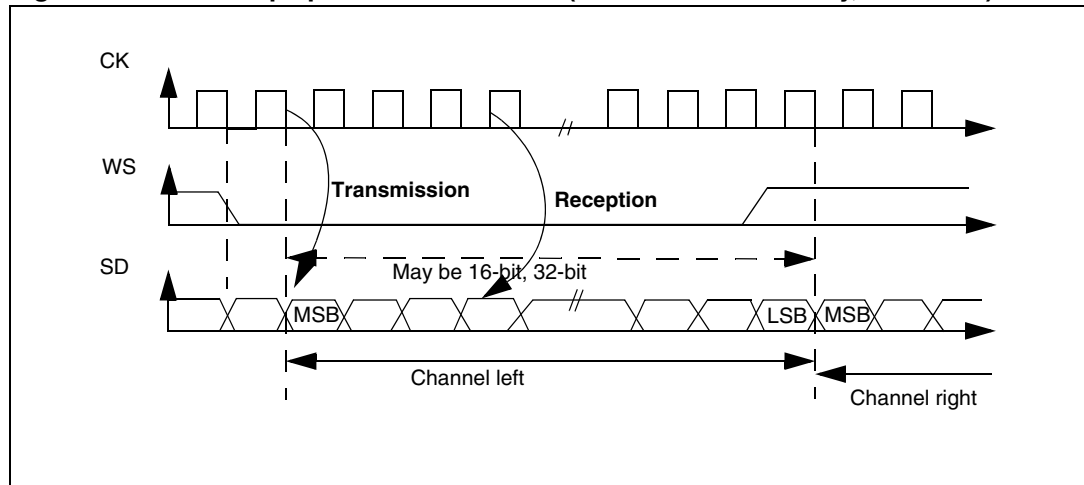 CK
WS
Transmission
Reception
SD
May be 16-bit, 32-bit
MSB
LSB
MSB
Channel left
Channel right